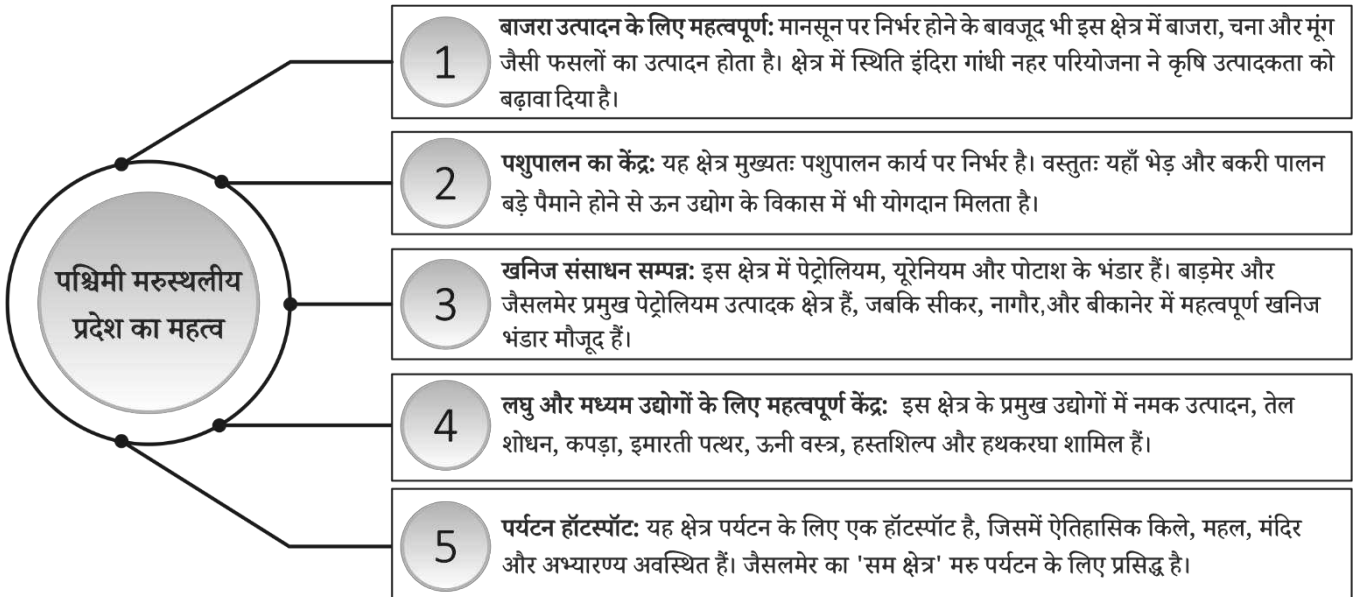 पश्चिमी मरुस्थलीय
प्रदेश का महत्व
1
बाजरा उत्पादन के लिए महत्वपूर्ण: मानसून पर निर्भर होने के बावजूद भी इस क्षेत्र में बाजरा, चना और मूंग
जैसी फसलों का उत्पादन होता है। क्षेत्र में स्थिति इंदिरा गांधी नहर परियोजना ने कृषि उत्पादकता को
बढ़ावा दिया है।
2
पशुपालन का केंद्र: यह क्षेत्र मुख्यतः पशुपालन कार्य पर निर्भर है। वस्तुतः यहाँ भेड़ और बकरी पालन
बड़े पैमाने होने से ऊन उद्योग के विकास में भी योगदान मिलता है।
3
खनिज संसाधन सम्पन्न: इस क्षेत्र में पेट्रोलियम, यूरेनियम और पोटाश के भंडार हैं। बाड़मेर और
जैसलमेर प्रमुख पेट्रोलियम उत्पादक क्षेत्र हैं, जबकि सीकर, नागौर,और बीकानेर में महत्वपूर्ण खनिज
भंडार मौजूद हैं।
4
लघु और मध्यम उद्योगों के लिए महत्वपूर्ण केंद्र: इस क्षेत्र के प्रमुख उद्योगों में नमक उत्पादन, तेल
शोधन, कपड़ा, इमारती पत्थर, ऊनी वस्त्र, हस्तशिल्प और हथकरघा शामिल हैं।
5
पर्यटन हॉटस्पॉट: यह क्षेत्र पर्यटन के लिए एक हॉटस्पॉट है, जिसमें ऐतिहासिक किले, महल, मंदिर
और अभ्यारण्य अवस्थित हैं। जैसलमेर का 'सम क्षेत्र' मरु पर्यटन के लिए प्रसिद्ध है।